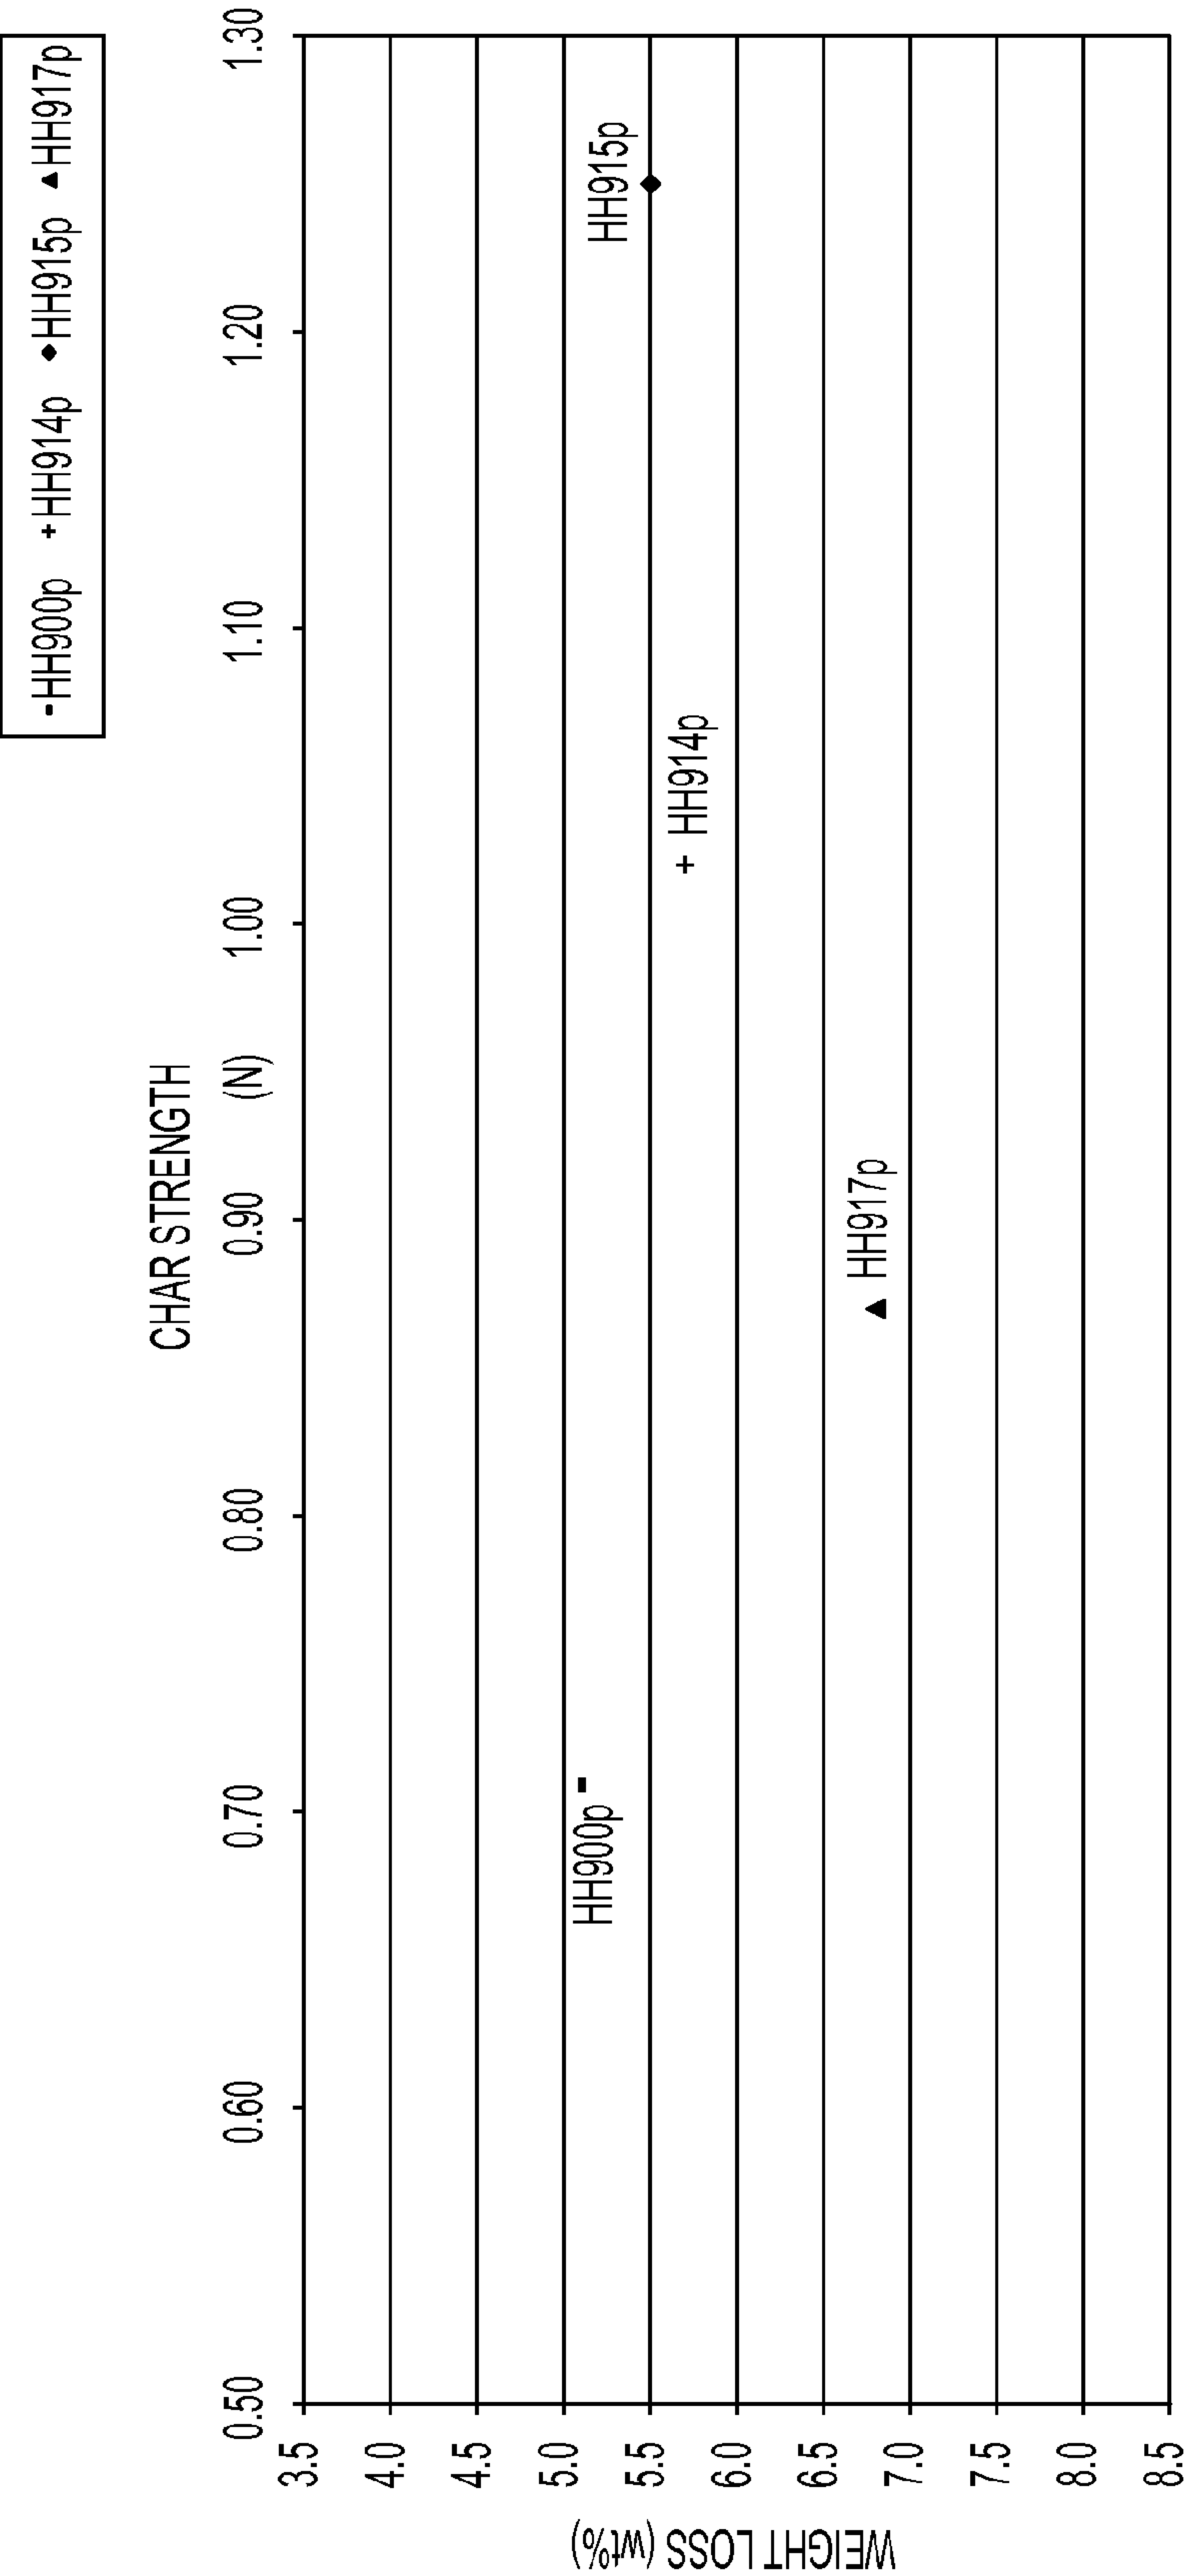 HH900p HH914p HH915p HH917p
CHAR STRENGTH
(N)
0.50 0.60 0.70 0.80 0.90 1.00 1.10 1.20 1.30
WEIGHT LOSS (wt%)
3.5
4.0
4.5
5.0
5.5
6.0
6.5
7.0
7.5
8.0
8.5
HH900p
HH915p
HH914p
HH917p